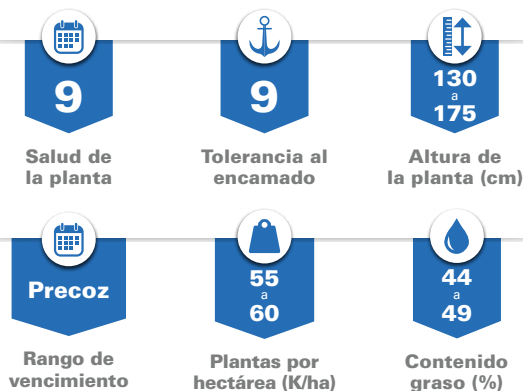 9
Salud de
la planta
9
Tolerancia al
encamado
130
a
175
Altura de
la planta (cm)
Precoz
Rango de
vencimiento
55
a
60
Plantas por
hectárea (K/ha)
44
a
49
Contenido
graso (%)